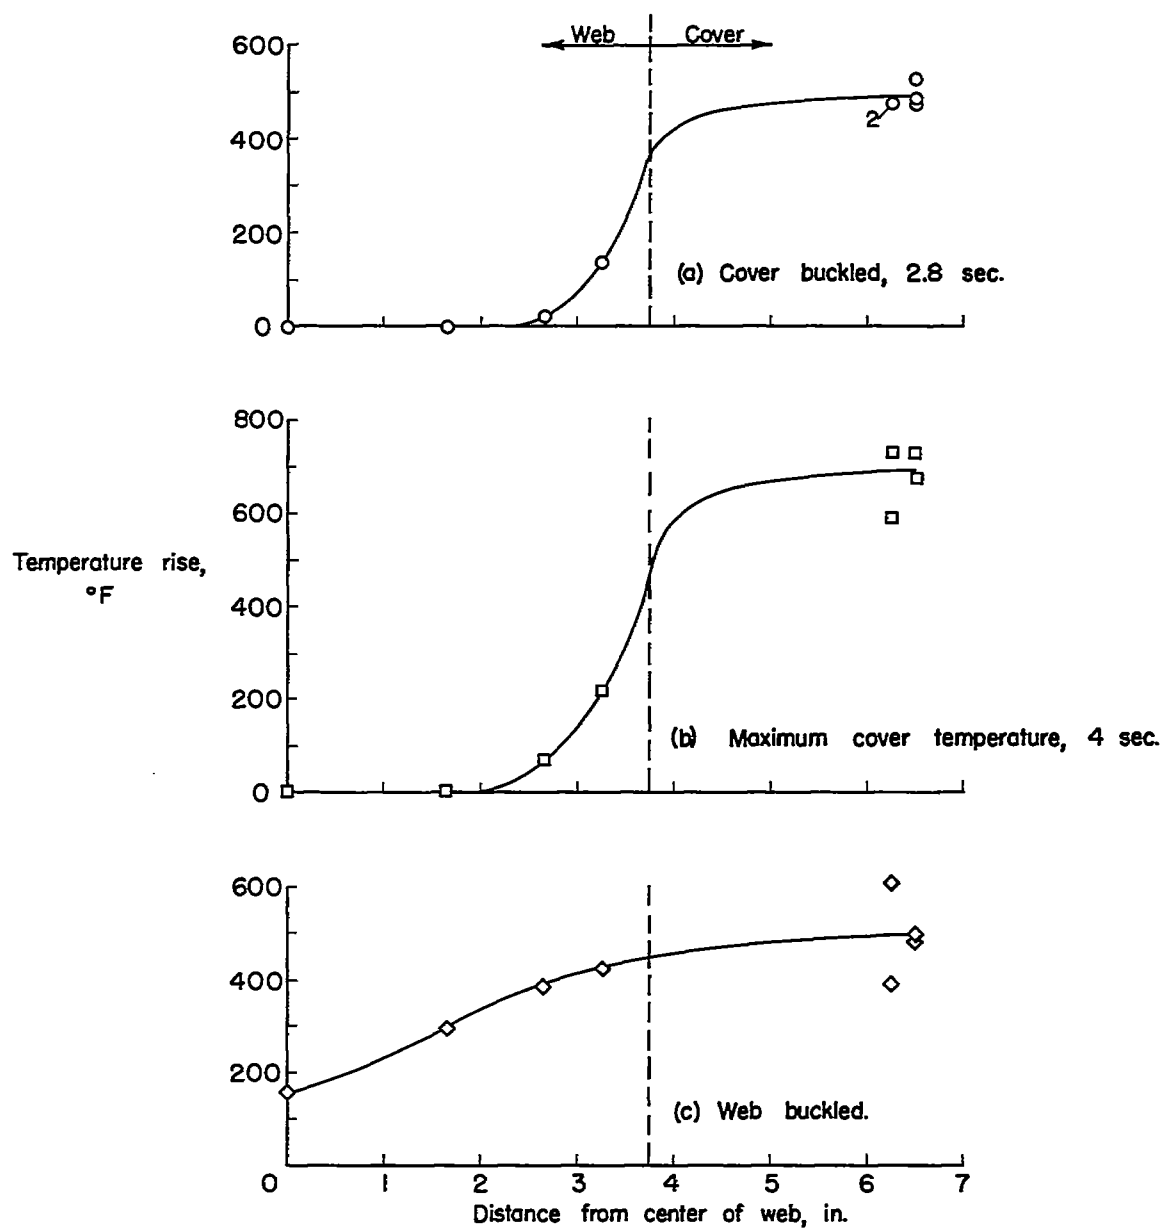 Web Cover
600
400
200
0
2
(a) Cover buckled, 2.8 sec.
800
600
400
200
0
Temperature rise,
°F
(b) Maximum cover temperature, 4 sec.
600
400
200
0 1 2 3 4 5 6 7
(c) Web buckled.
Distance from center of web, in.